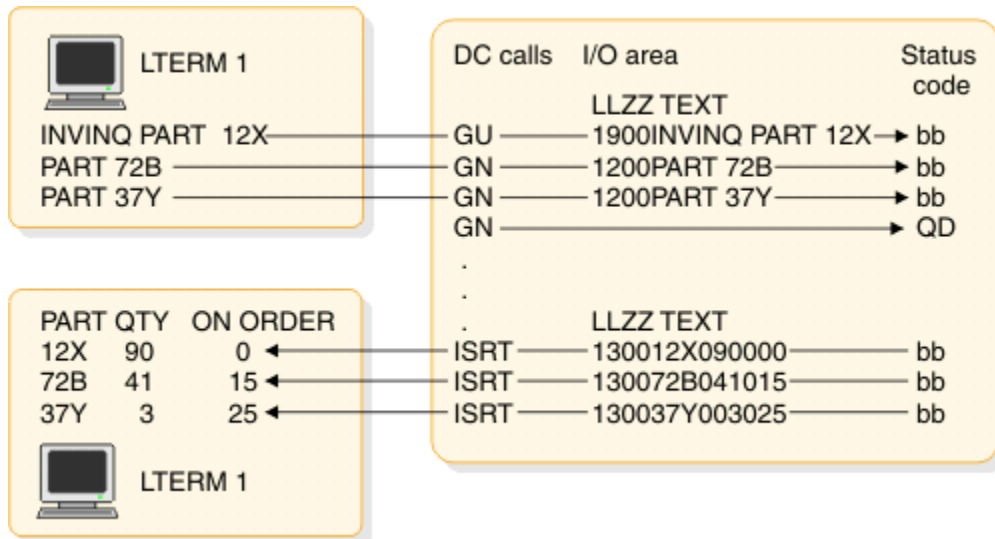 LTERM 1
INVINQ PART 12X
PART 72B
PART 37Y
DC calls I/O area Status code
LLZZ TEXT
GU 1900INVINQ PART 12X bb
GN 1200PART 72B bb
GN 1200PART 37Y bb
GN QD
.
.
. LLZZ TEXT
ISRT 130012X090000 bb
ISRT 130072B041015 bb
ISRT 130037Y003025 bb
PART QTY ON ORDER
12X 90 0
72B 41 15
37Y 3 25
LTERM 1